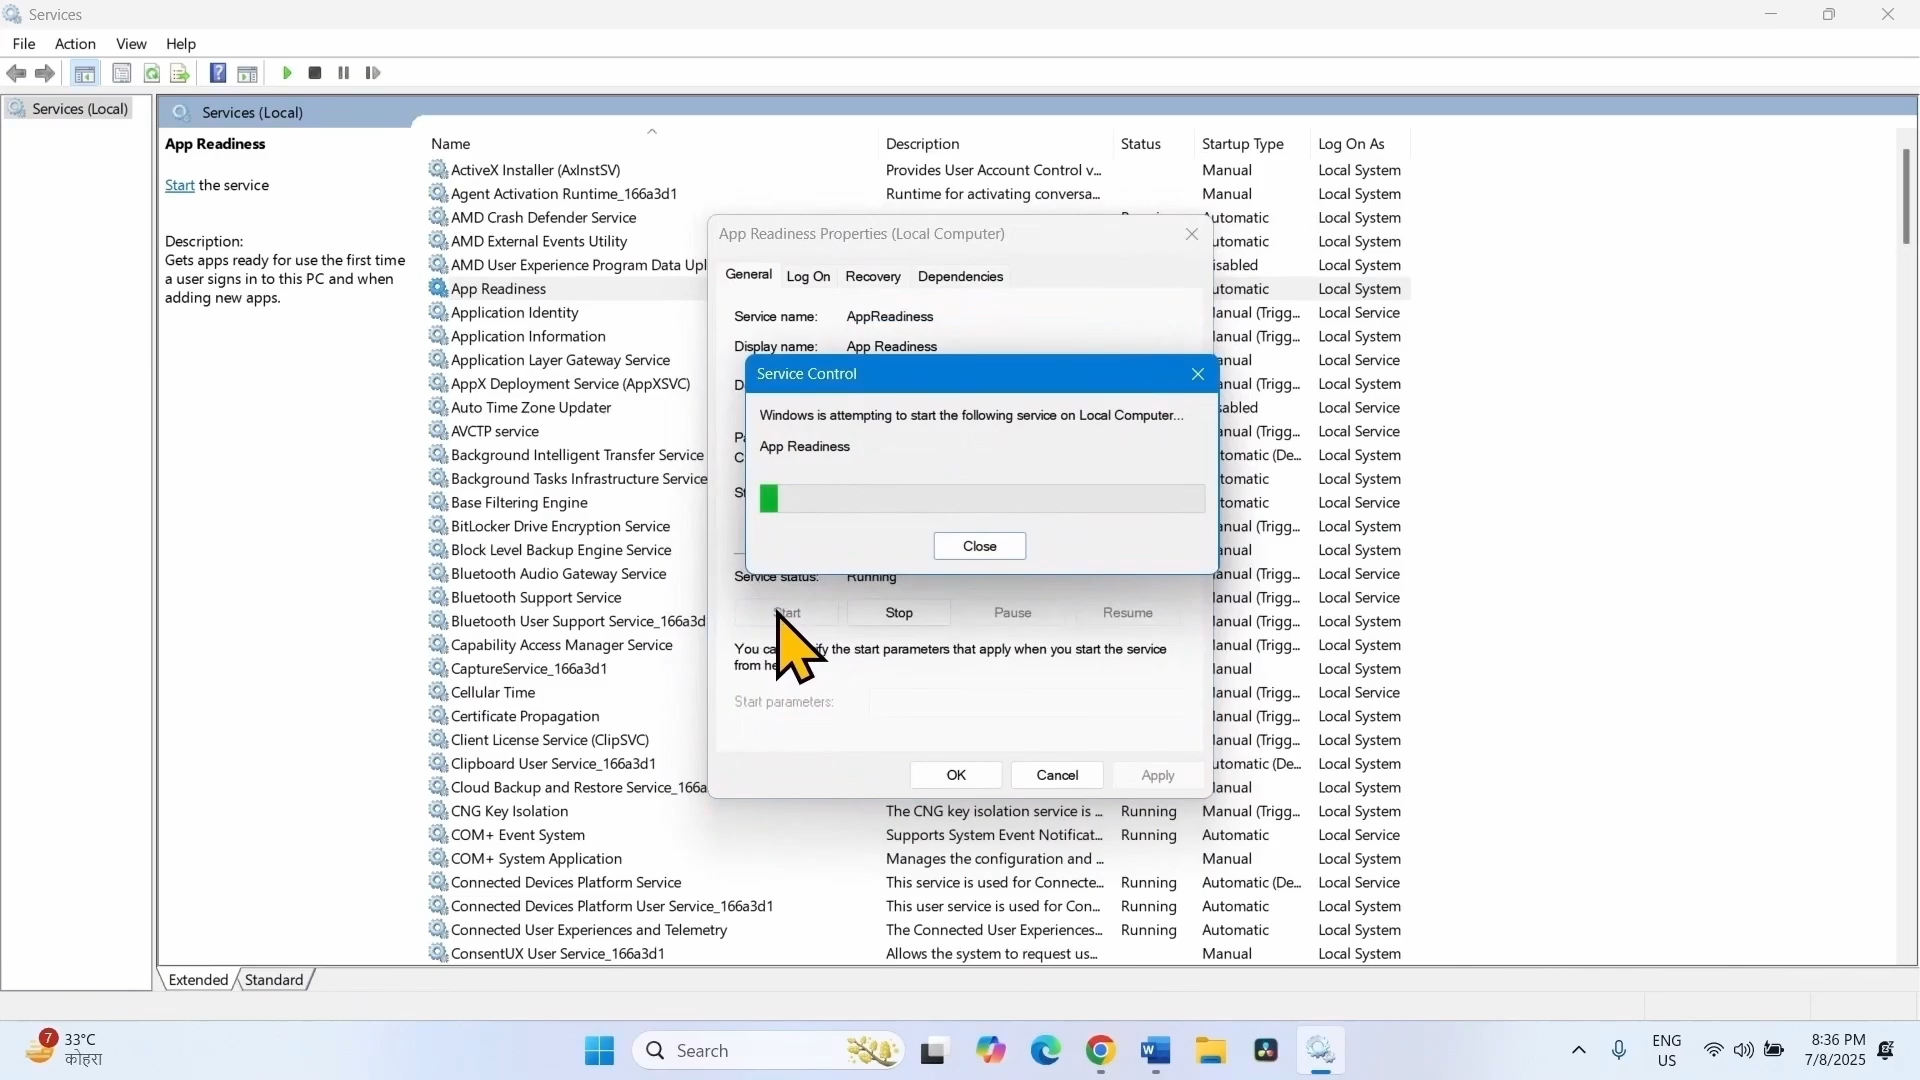 Services
File Action View Help
Services (Local)
Services (Local)
App Readiness
Start the service
Description:
Gets apps ready for use the first time
a user signs in to this PC and when
adding new apps.
Name Description Status Startup Type Log On As
ActiveX Installer (AxInstSV) Provides User Account Control v... Manual Local System
Agent Activation Runtime_166a3d1 Runtime for activating conversa... Manual Local System
AMD Crash Defender Service Local System
AMD External Events Utility Local System
AMD User Experience Program Data Upl Local System
App Readiness Local System
Application Identity Local Service
Application Information Local System
Application Layer Gateway Service Local Service
AppX Deployment Service (AppXSVC) Local System
Auto Time Zone Updater Local Service
AVCTP service Local Service
Background Intelligent Transfer Service Local System
Background Tasks Infrastructure Service Local System
Base Filtering Engine Local Service
BitLocker Drive Encryption Service Local System
Block Level Backup Engine Service Local System
Bluetooth Audio Gateway Service Local Service
Bluetooth Support Service Local Service
Bluetooth User Support Service_166a3d Local System
Capability Access Manager Service Local System
CaptureService_166a3d1 Local System
Cellular Time Local Service
Certificate Propagation Local System
Client License Service (ClipSVC) Local System
Clipboard User Service_166a3d1 Local System
Cloud Backup and Restore Service_166a Local System
CNG Key Isolation The CNG key isolation service is ... Running Manual (Trigg... Local System
COM+ Event System Supports System Event Notificat... Running Automatic Local Service
COM+ System Application Manages the configuration and ... Manual Local System
Connected Devices Platform Service This service is used for Connecte... Running Automatic (De... Local Service
Connected Devices Platform User Service_166a3d1 This user service is used for Con... Running Automatic Local System
Connected User Experiences and Telemetry The Connected User Experiences... Running Automatic Local System
ConsentUX User Service_166a3d1 Allows the system to request us... Manual Local System
App Readiness Properties (Local Computer)
General Log On Recovery Dependencies
Service name: AppReadiness
Display name: App Readiness
Service Control
Windows is attempting to start the following service on Local Computer...
App Readiness
Close
Service status: Running
Start Stop Pause Resume
You the start parameters that apply when you start the service
from
Start parameters:
OK Cancel Apply
Extended Standard
7
33°C
कोहरा
Search
ENG
US
8:36 PM
7/8/2025